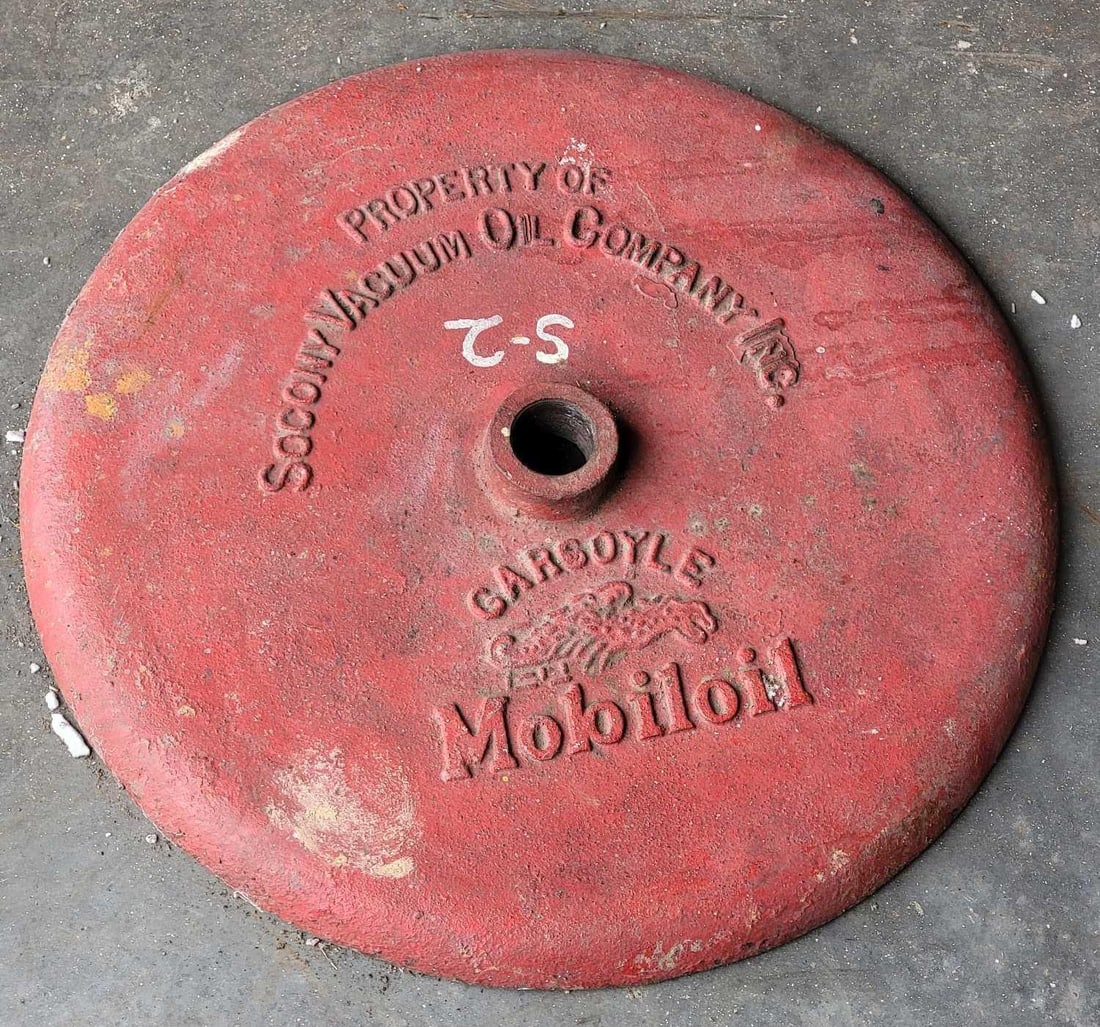 PROPERTY OF
SOCONY VACUUM OIL COMPANY INC.
S-2
GARGOYLE
Mobiloil